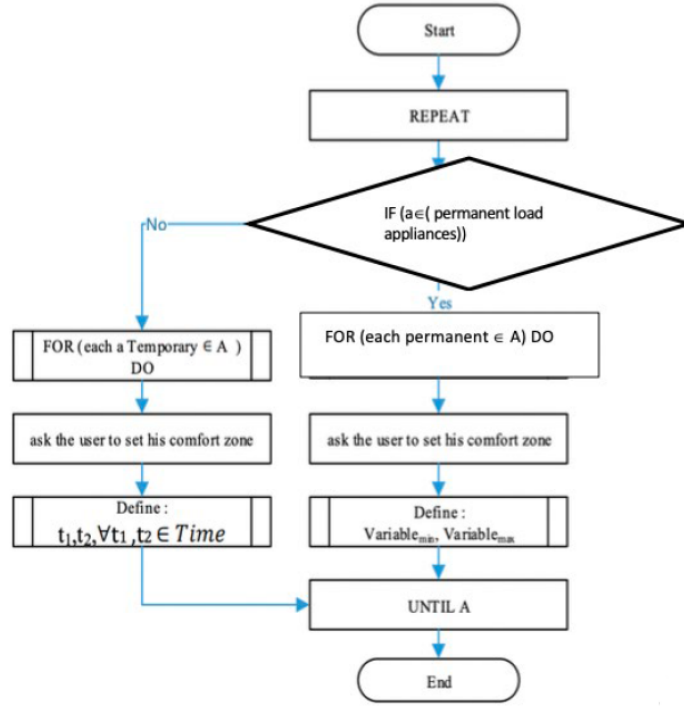 Start
REPEAT
IF (a∈( permanent load
appliances))
No
Yes
FOR (each a Temporary ∈ A )
DO
FOR (each permanent ∈ A) DO
ask the user to set his comfort zone
ask the user to set his comfort zone
Define :
t₁,t₂,∀t₁ ,t₂ ∈ Time
Define :
Variableₘᵢₙ, Variableₘₐₓ
UNTIL A
End